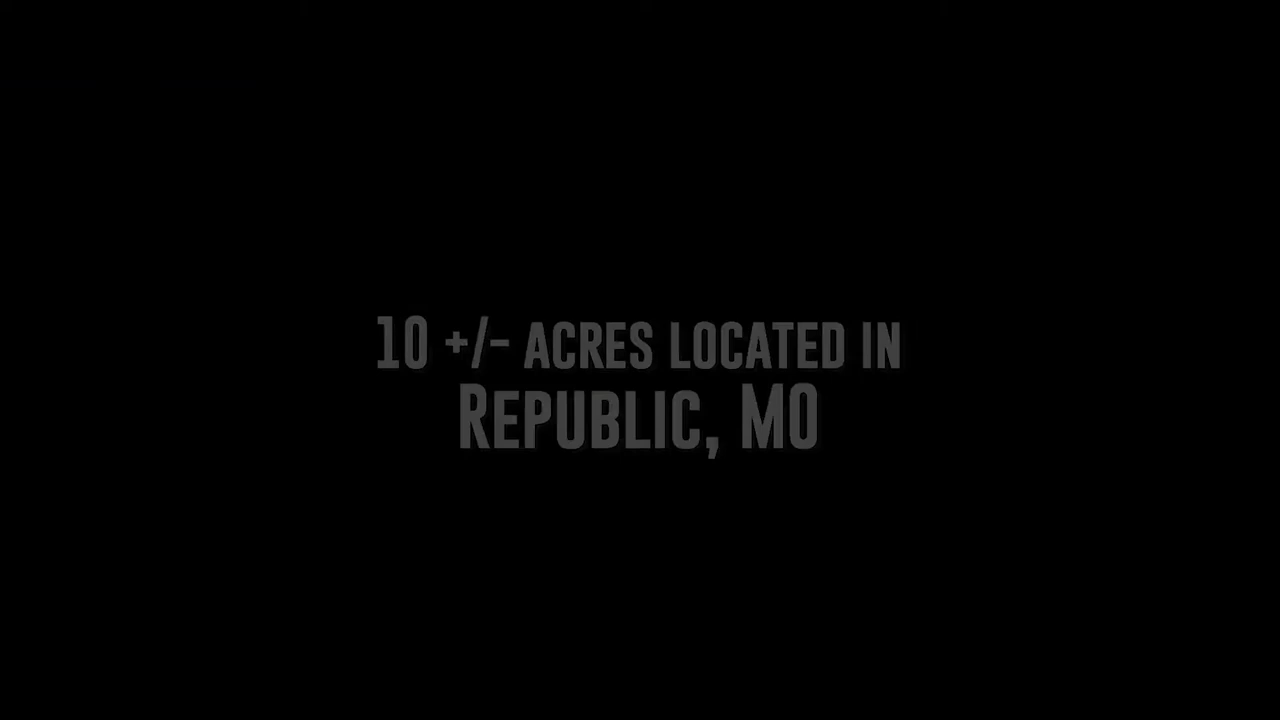 10 +/- ACRES LOCATED IN
REPUBLIC, MO